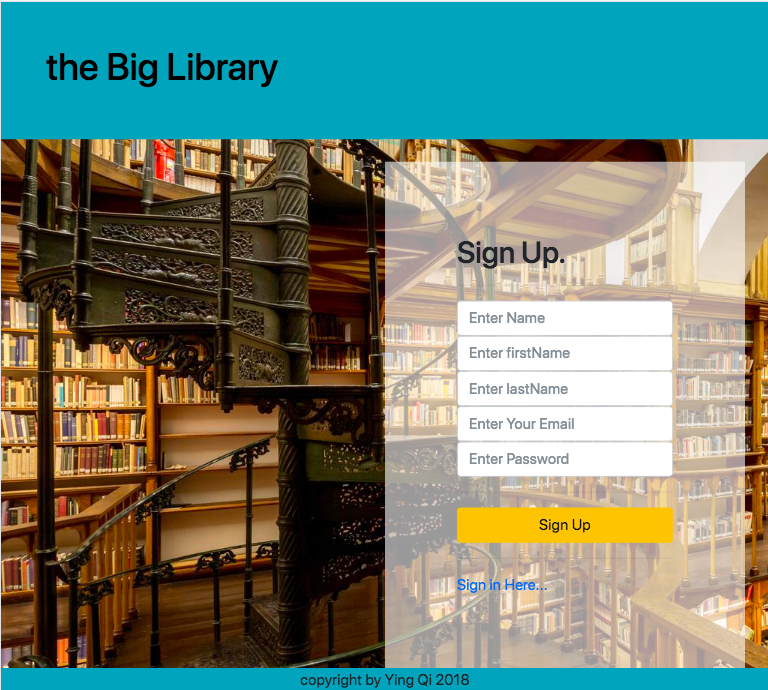 the Big Library
Sign Up.
Enter Name
Enter firstName
Enter lastName
Enter Your Email
Enter Password
Sign Up
Sign in Here...
copyright by Ying Qi 2018